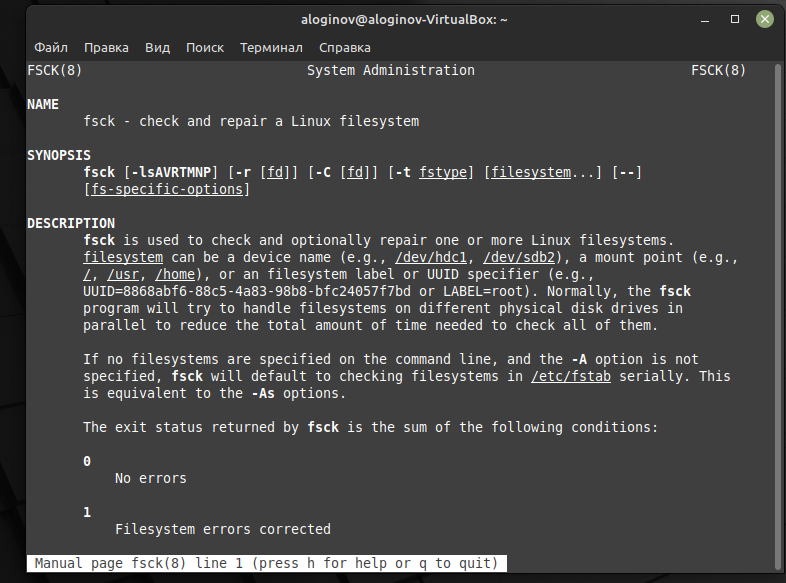 aloginov@aloginov-VirtualBox: ~
Файл Правка Вид Поиск Терминал Справка
FSCK(8) System Administration FSCK(8)
NAME
fsck - check and repair a Linux filesystem
SYNOPSIS
fsck [-lsAVRTMNP] [-r [fd]] [-C [fd]] [-t fstype] [filesystem...] [--]
[fs-specific-options]
DESCRIPTION
fsck is used to check and optionally repair one or more Linux filesystems.
filesystem can be a device name (e.g., /dev/hdc1, /dev/sdb2), a mount point (e.g.,
/, /usr, /home), or an filesystem label or UUID specifier (e.g.,
UUID=8868abf6-88c5-4a83-98b8-bfc24057f7bd or LABEL=root). Normally, the fsck
program will try to handle filesystems on different physical disk drives in
parallel to reduce the total amount of time needed to check all of them.
If no filesystems are specified on the command line, and the -A option is not
specified, fsck will default to checking filesystems in /etc/fstab serially. This
is equivalent to the -As options.
The exit status returned by fsck is the sum of the following conditions:
0
No errors
1
Filesystem errors corrected
Manual page fsck(8) line 1 (press h for help or q to quit)